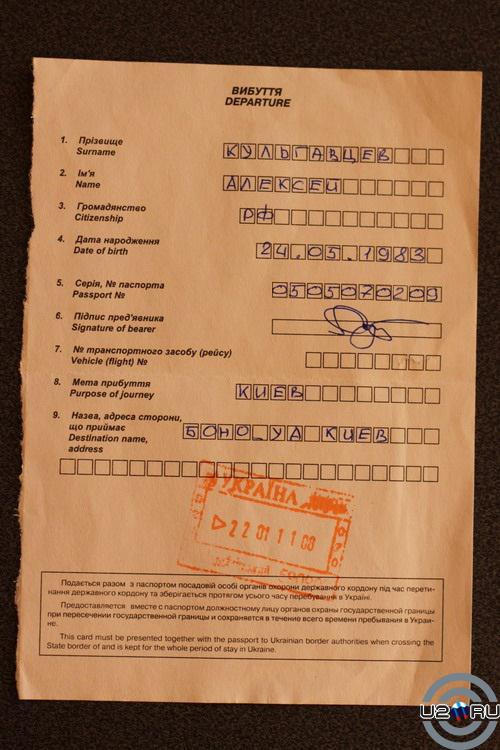 ВИБУТТЯ
DEPARTURE
1. Прізвище
Surname
КУЛЬГАВЦЕВ
2. Ім'я
Name
АЛЕКСЕЙ
3. Громадянство
Citizenship
РФ
4. Дата народження
Date of birth
24.05.1983
5. Серія, № паспорта
Passport №
0505070209
6. Підпис пред'явника
Signature of bearer
7. № транспортного засобу (рейсу)
Vehicle (flight) №
8. Мета прибуття
Purpose of journey
КИЕВ
9. Назва, адреса сторони,
що приймає
Destination name,
address
БОНО_УА КИЕВ
УКРАЇНА
22 01 11 08
Подається разом з паспортом посадовій особі органів охорони державного кордону під час перети-
нання державного кордону та зберігається протягом усього часу перебування в Україні.
Предоставляется вместе с паспортом должностному лицу органов охраны государственной границы
при пересечении государственной границы и сохраняется в течение всего времени пребывания в Украи-
не.
This card must be presented together with the passport to Ukrainian border authorities when crossing the
State border of and is kept for the whole period of stay in Ukraine.
U2 RU